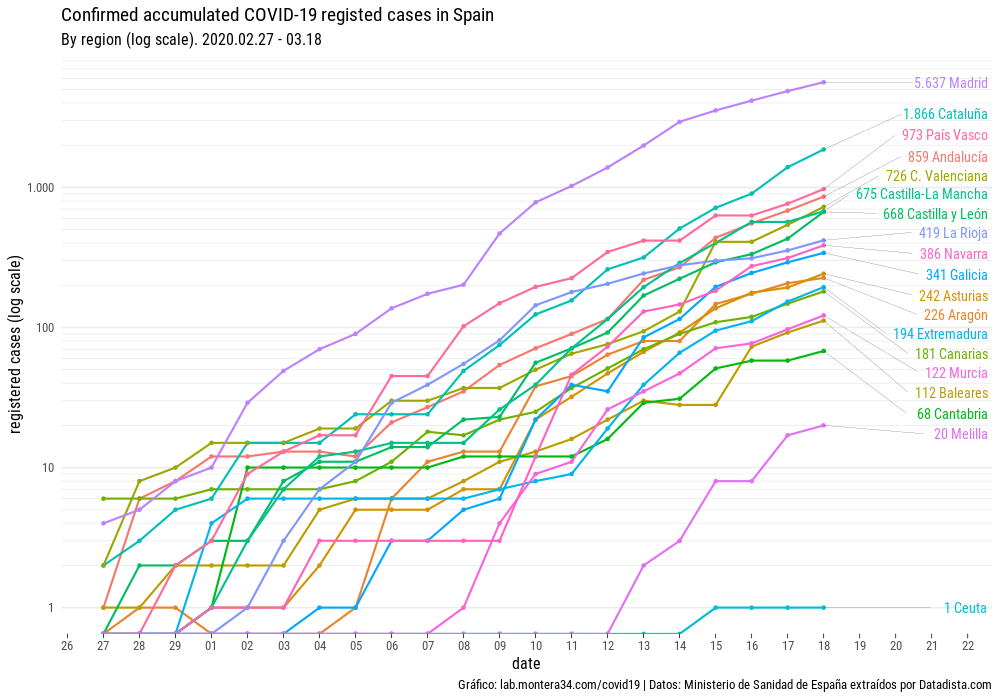 Confirmed accumulated COVID-19 registed cases in Spain
By region (log scale). 2020.02.27 - 03.18
registered cases (log scale)
1.000
100
10
1
5.637 Madrid
1.866 Cataluña
973 País Vasco
859 Andalucía
726 C. Valenciana
675 Castilla-La Mancha
668 Castilla y León
419 La Rioja
386 Navarra
341 Galicia
242 Asturias
226 Aragón
194 Extremadura
181 Canarias
122 Murcia
112 Baleares
68 Cantabria
20 Melilla
1 Ceuta
26 27 28 29 01 02 03 04 05 06 07 08 09 10 11 12 13 14 15 16 17 18 19 20 21 22
date
Gráfico: lab.montera34.com/covid19 | Datos: Ministerio de Sanidad de España extraídos por Datadista.com